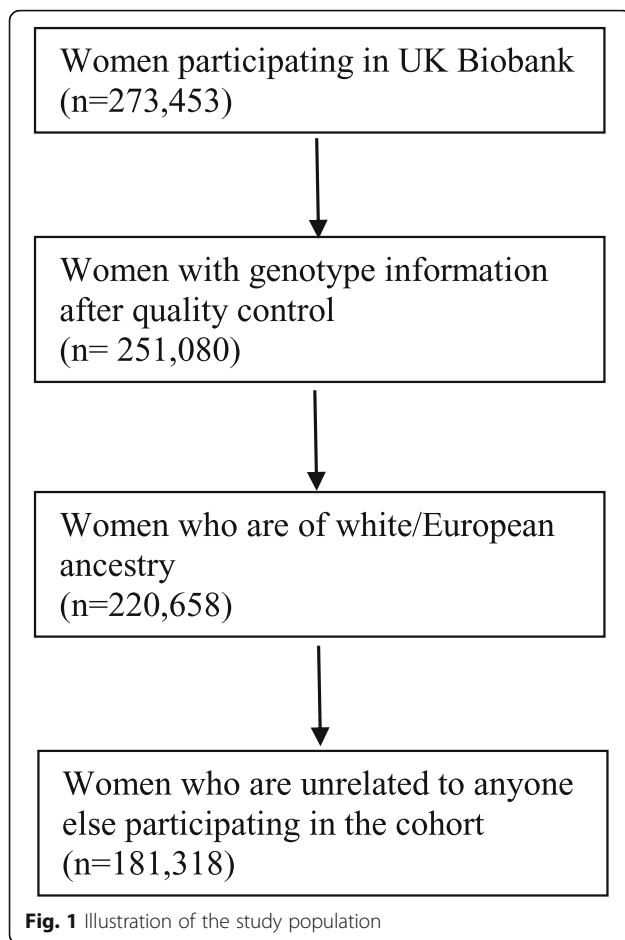 Women participating in UK Biobank
(n=273,453)
Women with genotype information
after quality control
(n= 251,080)
Women who are of white/European
ancestry
(n=220,658)
Women who are unrelated to anyone
else participating in the cohort
(n=181,318)
Fig. 1 Illustration of the study population